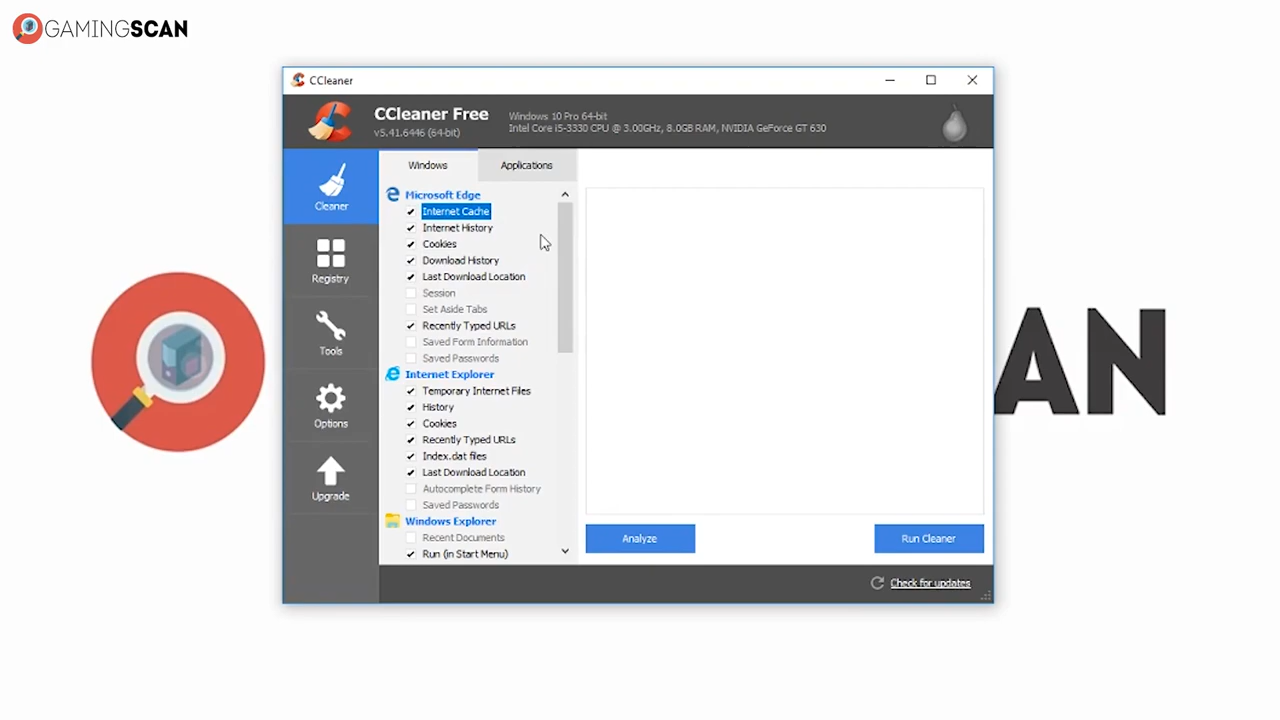 GAMINGSCAN
CCleaner
CCleaner Free
v5.41.6446 (64-bit)
Windows 10 Pro 64-bit
Intel Core i5-3330 CPU @ 3.00GHz, 8.0GB RAM, NVIDIA GeForce GT 630
Cleaner
Registry
Tools
Options
Upgrade
Windows
Applications
Microsoft Edge
Internet Cache
Internet History
Cookies
Download History
Last Download Location
Session
Set Aside Tabs
Recently Typed URLs
Saved Form Information
Saved Passwords
Internet Explorer
Temporary Internet Files
History
Cookies
Recently Typed URLs
Index.dat files
Last Download Location
Autocomplete Form History
Saved Passwords
Windows Explorer
Recent Documents
Run (in Start Menu)
Analyze
Run Cleaner
Check for updates
AN